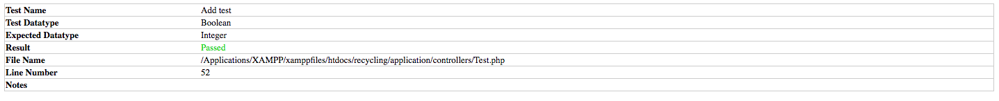 Test Name Add test
Test Datatype Boolean
Expected Datatype Integer
Result Passed
File Name /Applications/XAMPP/xamppfiles/htdocs/recycling/application/controllers/Test.php
Line Number 52
Notes